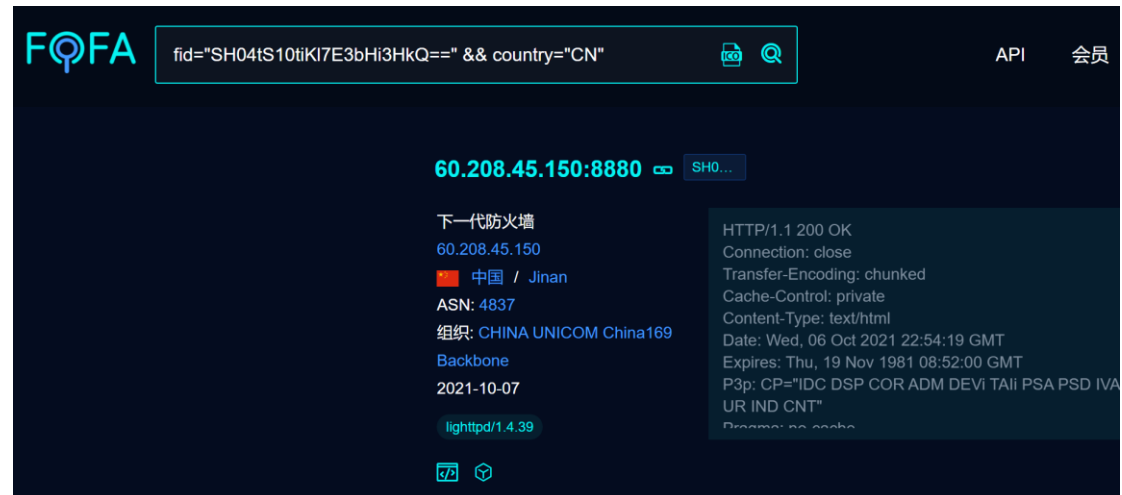 FOFA
fid="SH04tS10tiKl7E3bHi3HkQ==" && country="CN"
API
会员
60.208.45.150:8880
SH0...
下一代防火墙
60.208.45.150
中国 / Jinan
ASN: 4837
组织: CHINA UNICOM China169
Backbone
2021-10-07
lighttpd/1.4.39
HTTP/1.1 200 OK
Connection: close
Transfer-Encoding: chunked
Cache-Control: private
Content-Type: text/html
Date: Wed, 06 Oct 2021 22:54:19 GMT
Expires: Thu, 19 Nov 1981 08:52:00 GMT
P3p: CP="IDC DSP COR ADM DEVi TAIi PSA PSD IVA
UR IND CNT"
Pragma: no-cache